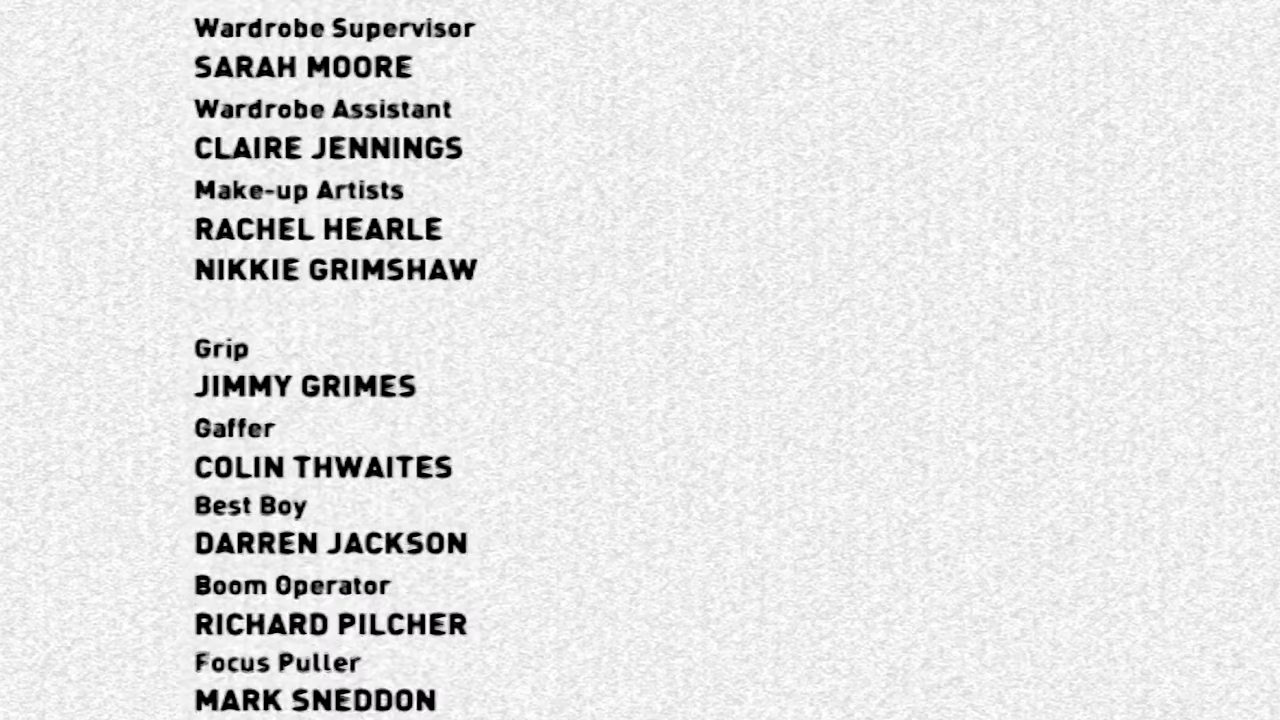 Wardrobe Supervisor
SARAH MOORE
Wardrobe Assistant
CLAIRE JENNINGS
Make-up Artists
RACHEL HEARLE
NIKKIE GRIMSHAW
Grip
JIMMY GRIMES
Gaffer
COLIN THWAITES
Best Boy
DARREN JACKSON
Boom Operator
RICHARD PILCHER
Focus Puller
MARK SNEDDON